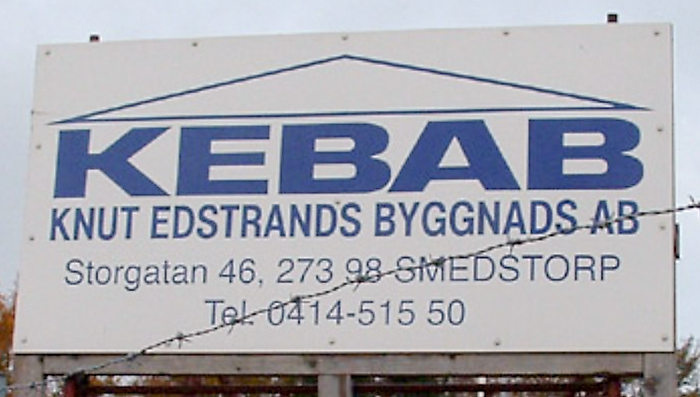 KEBAB
KNUT EDSTRANDS BYGGNADS AB
Storgatan 46, 273 98 SMEDSTORP
Tel. 0414-515 50